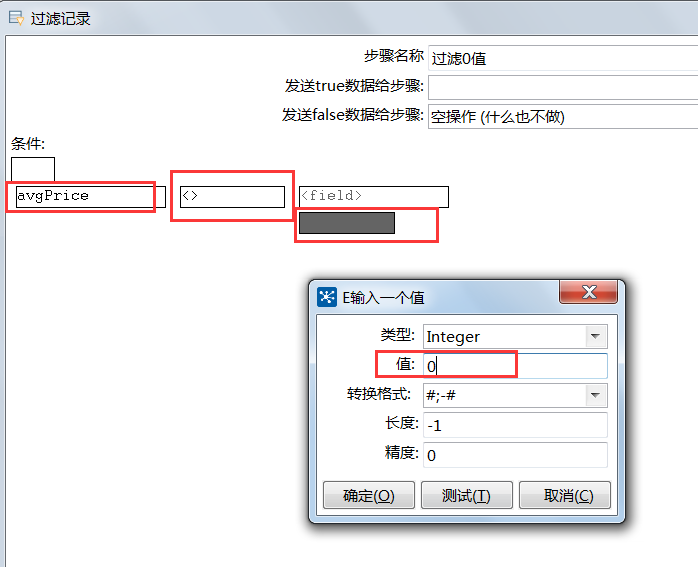 过滤记录
步骤名称 过滤0值
发送true数据给步骤:
发送false数据给步骤: 空操作 (什么也不做)
条件:
avgPrice <> <field>
E输入一个值
类型: Integer
值: 0
转换格式: #;-#
长度: -1
精度: 0
确定(O) 测试(T) 取消(C)